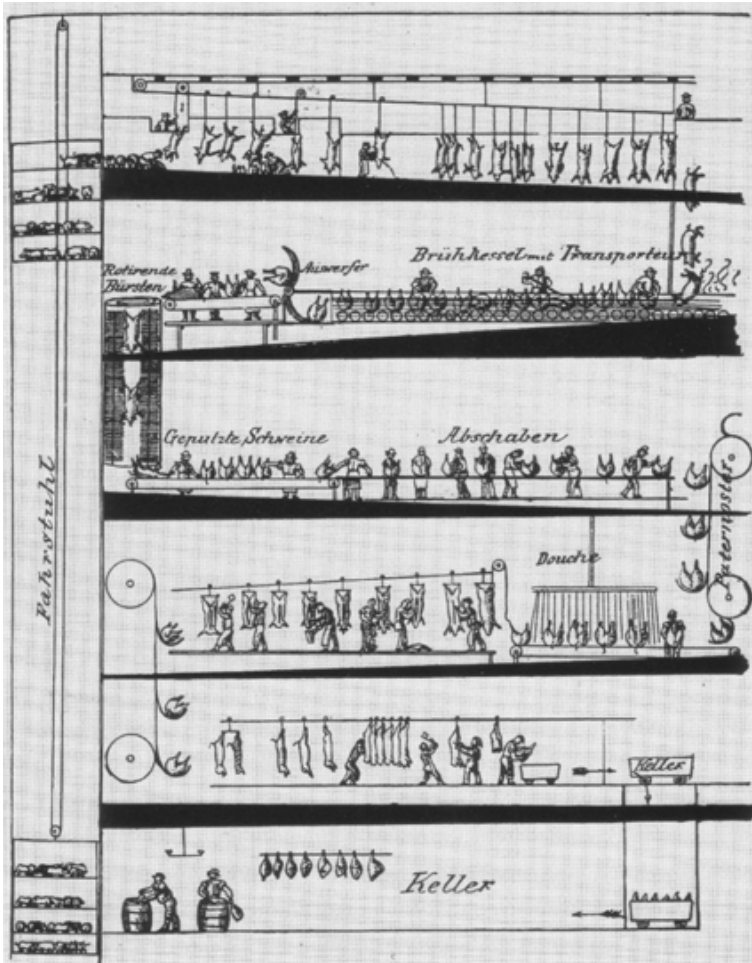 Rotirende
Bürsten
Auswerfer
Brühkessel mit Transporteur
Fahrstuhl
Geputzte Schweine
Abschaben
Paternoster
Douche
Keller
Keller